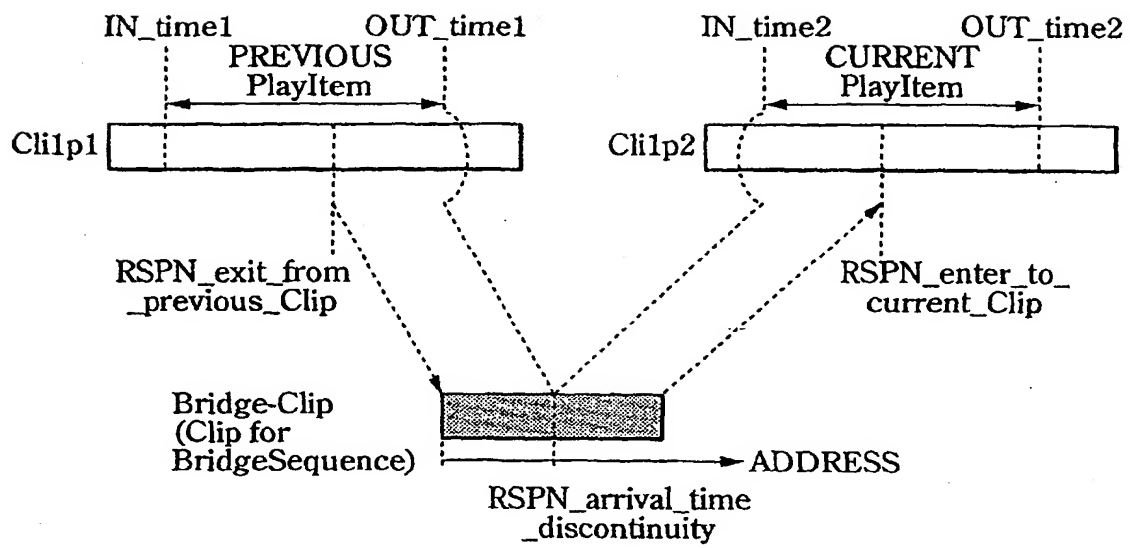 IN_time1
OUT_time1
IN_time2
OUT_time2
PREVIOUS
PlayItem
CURRENT
PlayItem
Cli1p1
Cli1p2
RSPN_exit_from
_previous_Clip
RSPN_enter_to_
current_Clip
Bridge-Clip
(Clip for
BridgeSequence)
ADDRESS
RSPN_arrival_time
_discontinuity